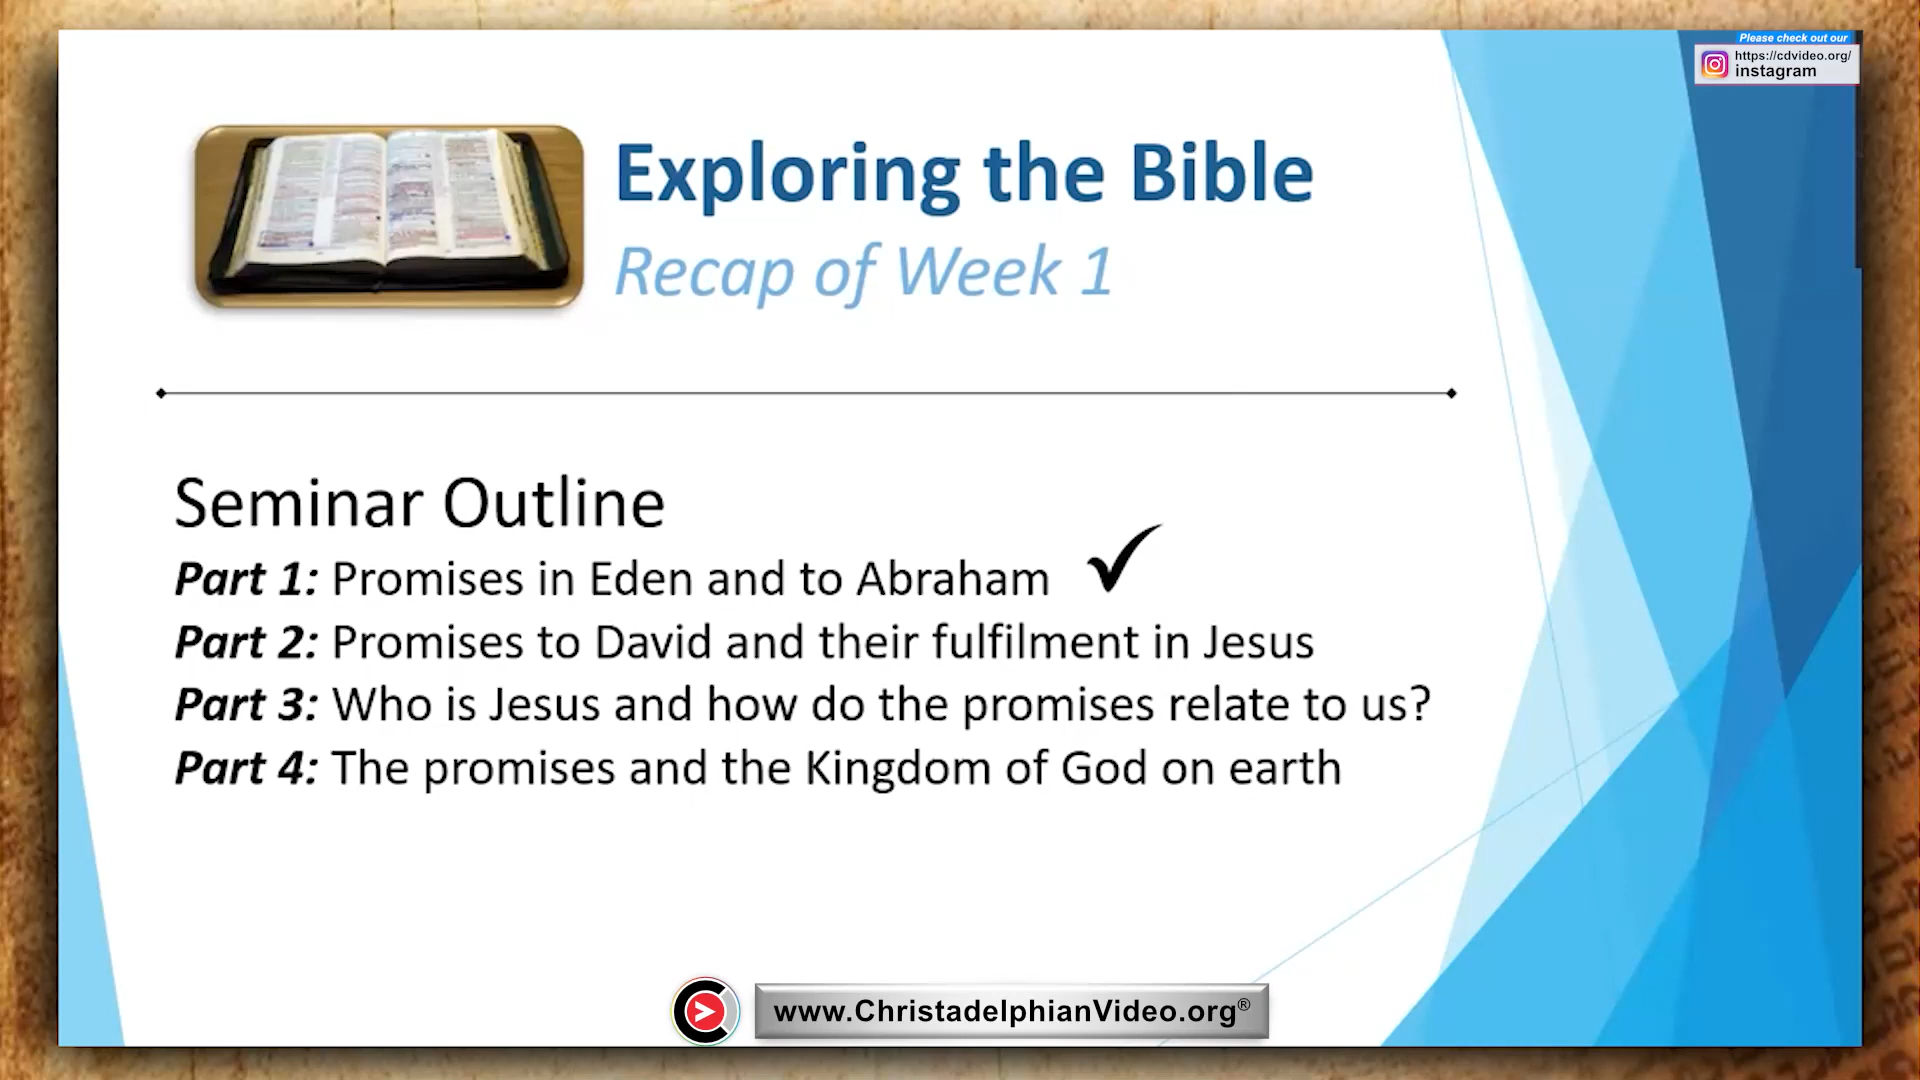 Please check out our
https://cdvideo.org/
instagram
Exploring the Bible
Recap of Week 1
Seminar Outline
Part 1: Promises in Eden and to Abraham ✓
Part 2: Promises to David and their fulfilment in Jesus
Part 3: Who is Jesus and how do the promises relate to us?
Part 4: The promises and the Kingdom of God on earth
www.ChristadelphianVideo.org®